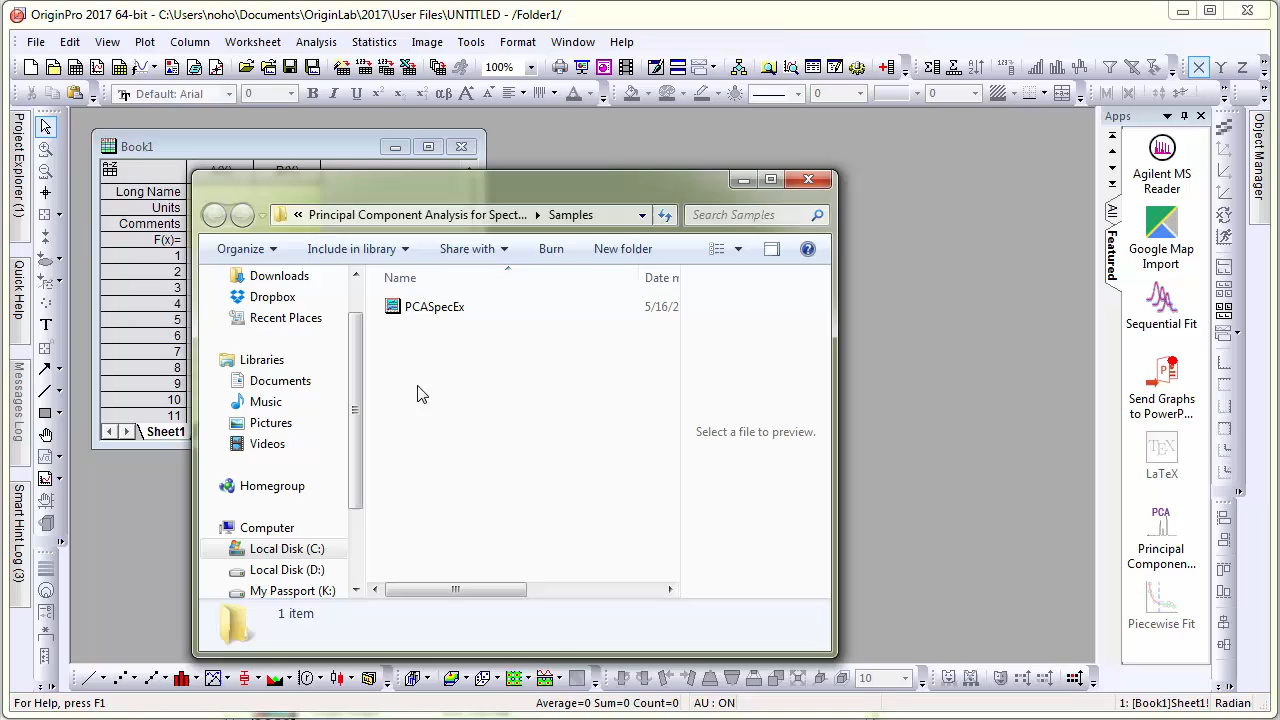 OriginPro 2017 64-bit - C:\Users\noho\Documents\OriginLab\2017\User Files\UNTITLED - /Folder1/
File Edit View Plot Column Worksheet Analysis Statistics Image Tools Format Window Help
100%
Default: Arial 0 B I U αβ A A A 0 0
Project Explorer (1)
Quick Help
Messages Log
Smart Hint Log (3)
Book1
Long Name
Units
Comments
F(x)=
1
2
3
4
5
6
7
8
9
10
11
Sheet1
Principal Component Analysis for Spect... Samples
Search Samples
Organize Include in library Share with Burn New folder
Name Date m
PCASpecEx 5/16/2
Downloads
Dropbox
Recent Places
Libraries
Documents
Music
Pictures
Videos
Homegroup
Computer
Local Disk (C:)
Local Disk (D:)
My Passport (K:)
Select a file to preview.
1 item
Apps
All
Featured
Agilent MS
Reader
Google Map
Import
Sequential Fit
Send Graphs
to PowerP...
TEX
LaTeX
PCA
Principal
Componen...
Piecewise Fit
Object Manager
X Y Z
10
For Help, press F1
Average=0 Sum=0 Count=0
AU : ON
1: [Book1]Sheet1!
Radian